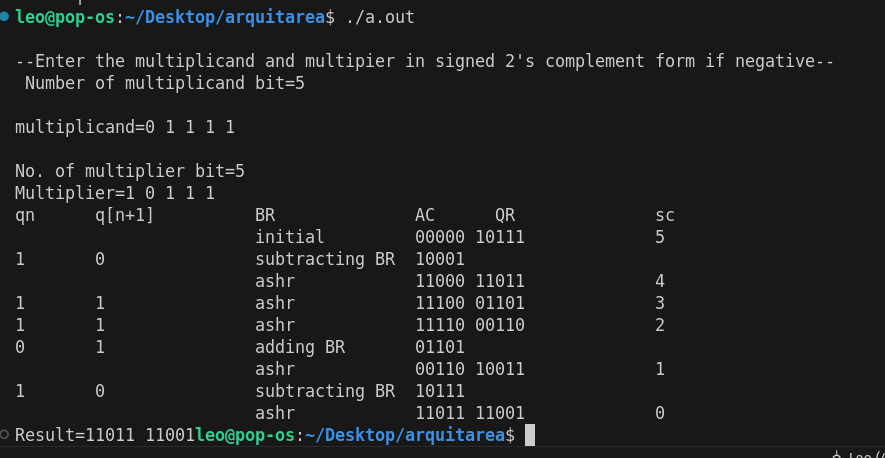 leo@pop-os:~/Desktop/arquitarea$ ./a.out
--Enter the multiplicand and multipier in signed 2's complement form if negative--
Number of multiplicand bit=5
multiplicand=0 1 1 1 1
No. of multiplier bit=5
Multiplier=1 0 1 1 1
qn q[n+1] BR AC QR sc
initial 00000 10111 5
1 0 subtracting BR 10001
ashr 11000 11011 4
1 1 ashr 11100 01101 3
1 1 ashr 11110 00110 2
0 1 adding BR 01101
ashr 00110 10011 1
1 0 subtracting BR 10111
ashr 11011 11001 0
Result=11011 11001leo@pop-os:~/Desktop/arquitarea$